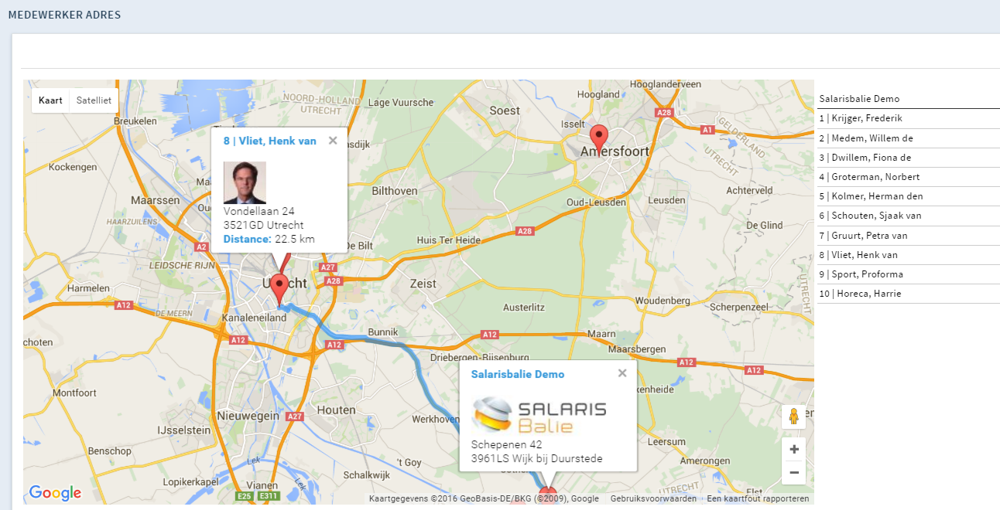 MEDEWERKER ADRES
Kaart
Satelliet
Hooglanderveen
Hoogland
NOORD-HOLLAND
UTRECHT
Lage Vuursche
Soest
A28
Breukelen
Isselt
A1
GELDERLAND
UTRECHT
8 | Vliet, Henk van
Amersfoort
Kockengen
Bilthoven
Achterveld
Maarssen
Oud-Leusden
Leusden
HAARZUILENS
Vondellaan 24
3521GD Utrecht
Distance: 22.5 km
De Glind
A28
Huis Ter Heide
A2
De Bilt
LEIDSCHE RIJN
A27
A28
Utrecht
Zeist
Harmelen
A12
DE MEERN
Kanaleneiland
Austerlitz
Woudenberg
Scherpenzeel
UTRECHT
Bunnik
A12
A12
A12
Maarn
Maarsbergen
Driebergen-Rijsenburg
A12
A12
Salarisbalie Demo
SALARIS
Balie
Schepenen 42
3961LS Wijk bij Duurstede
Montfoort
Houten
Nieuwegein
A27
Werkhoven
IJsselstein
Leersum
Benschop
Lek
't Goy
Amerongen
Schalkwijk
Lopikerkapel
Vianen
Lek
E25
E311
UTRECHT
Elst
Google
Kaartgegevens ©2016 GeoBasis-DE/BKG (©2009), Google
Gebruiksvoorwaarden
Een kaartfout rapporteren
Salarisbalie Demo
1 | Krijger, Frederik
2 | Medem, Willem de
3 | Dwillem, Fiona de
4 | Groterman, Norbert
5 | Kolmer, Herman den
6 | Schouten, Sjaak van
7 | Gruurt, Petra van
8 | Vliet, Henk van
9 | Sport, Proforma
10 | Horeca, Harrie